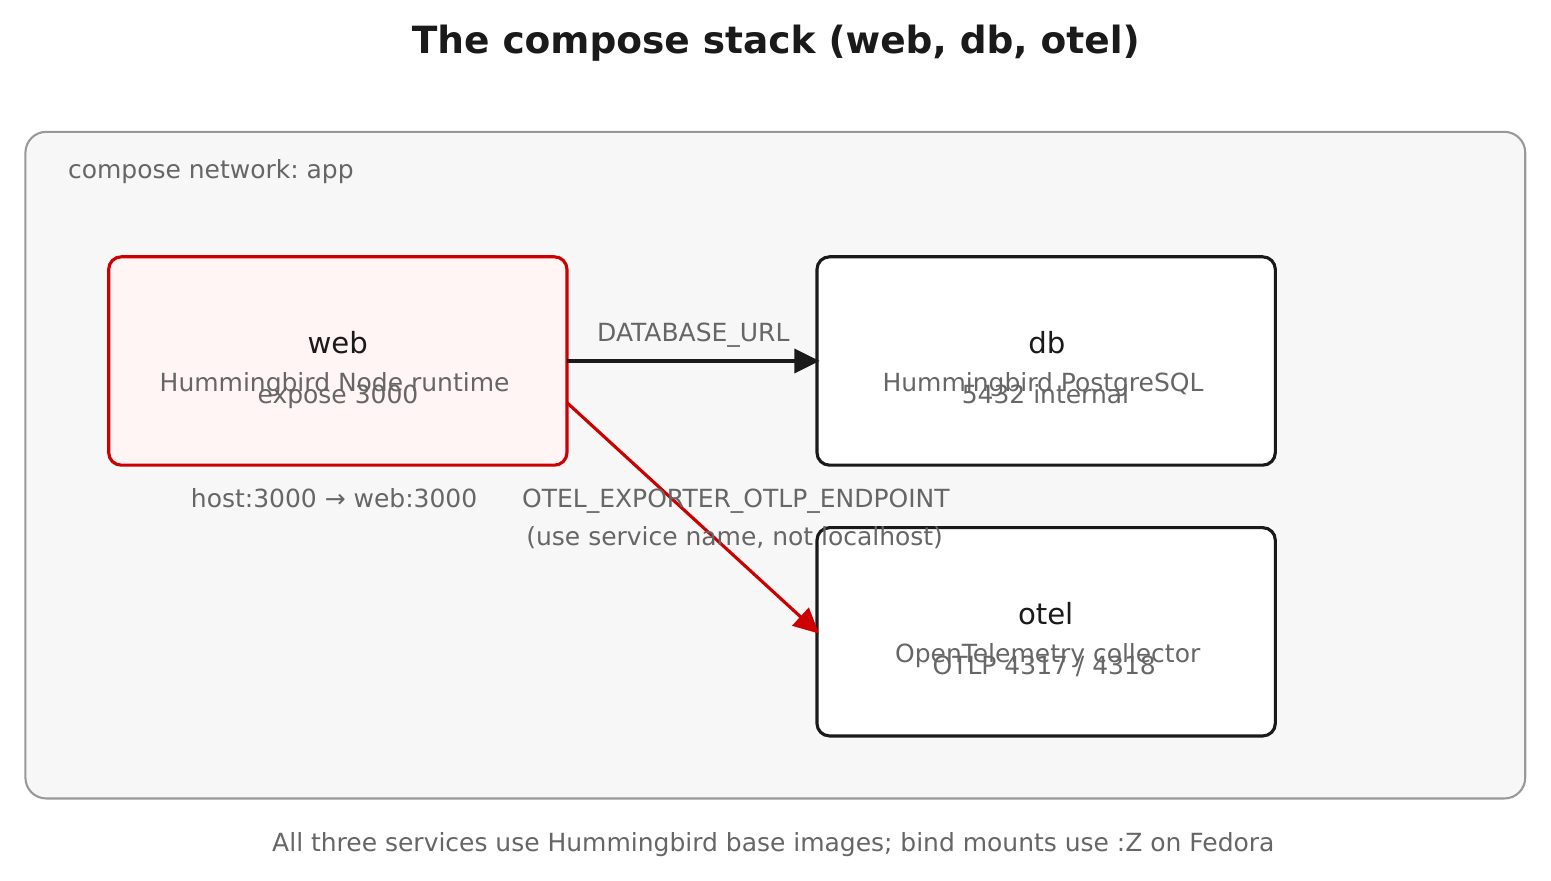 The compose stack (web, db, otel)
compose network: app
web
Hummingbird Node runtime
expose 3000
DATABASE_URL
db
Hummingbird PostgreSQL
5432 internal
host:3000 → web:3000
OTEL_EXPORTER_OTLP_ENDPOINT
(use service name, not localhost)
otel
OpenTelemetry collector
OTLP 4317 / 4318
All three services use Hummingbird base images; bind mounts use :Z on Fedora